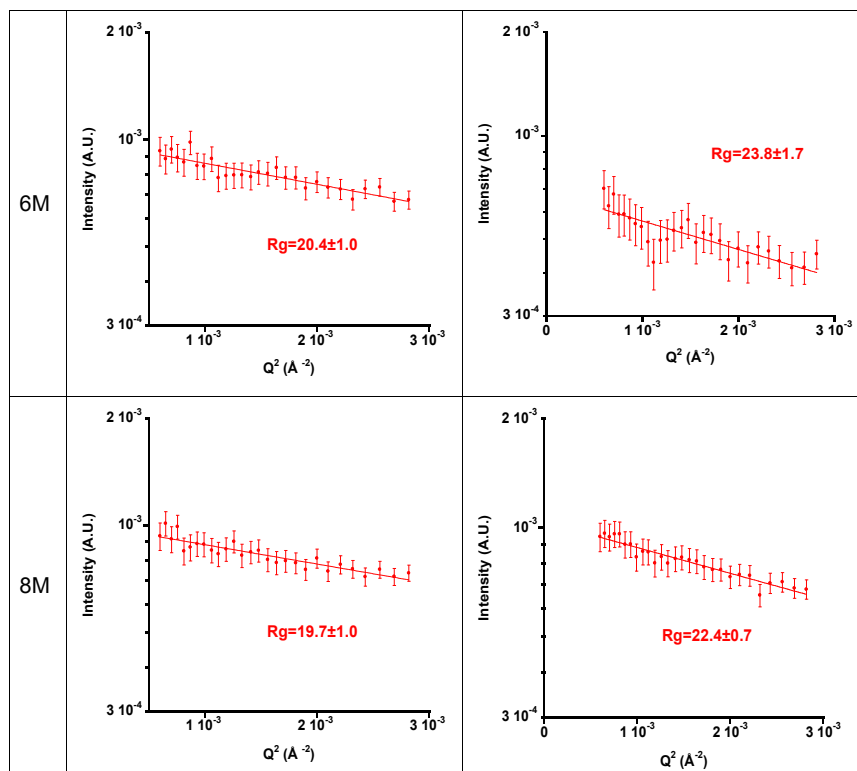 6M
2 10⁻³
10⁻³
3 10⁻⁴
Intensity (A.U.)
Rg=20.4±1.0
1 10⁻³ 2 10⁻³ 3 10⁻³
Q² (Å⁻²)
2 10⁻³
10⁻³
3 10⁻⁴
Intensity (A.U.)
Rg=23.8±1.7
0 1 10⁻³ 2 10⁻³ 3 10⁻³
Q² (Å⁻²)
8M
2 10⁻³
10⁻³
3 10⁻⁴
Intensity (A.U.)
Rg=19.7±1.0
1 10⁻³ 2 10⁻³ 3 10⁻³
Q² (Å⁻²)
2 10⁻³
10⁻³
3 10⁻⁴
Intensity (A.U.)
Rg=22.4±0.7
0 1 10⁻³ 2 10⁻³ 3 10⁻³
Q² (Å⁻²)